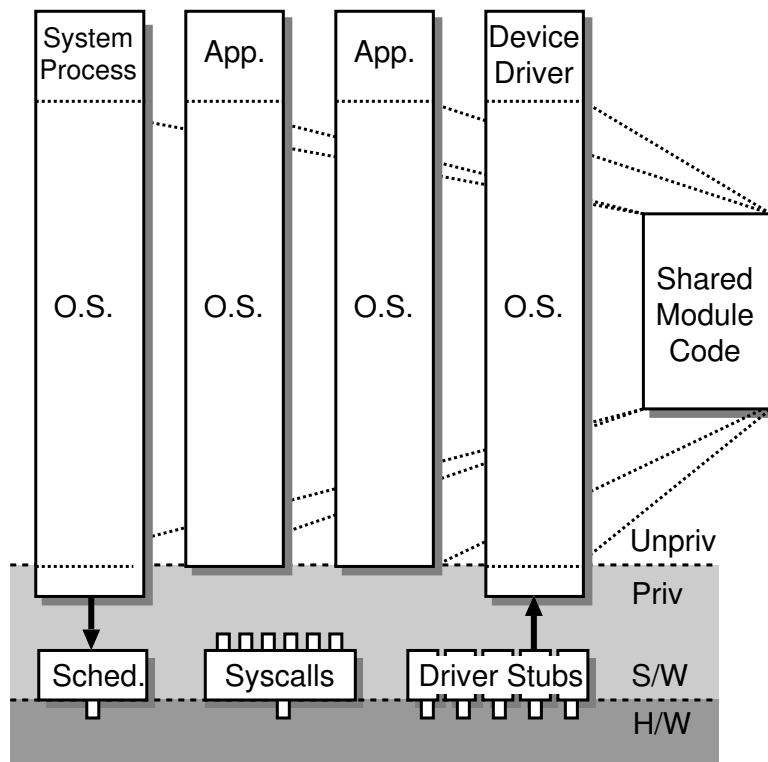 System
Process
App.
App.
Device
Driver
O.S.
O.S.
O.S.
O.S.
Shared
Module
Code
Unpriv
Priv
Sched.
Syscalls
Driver Stubs
S/W
H/W